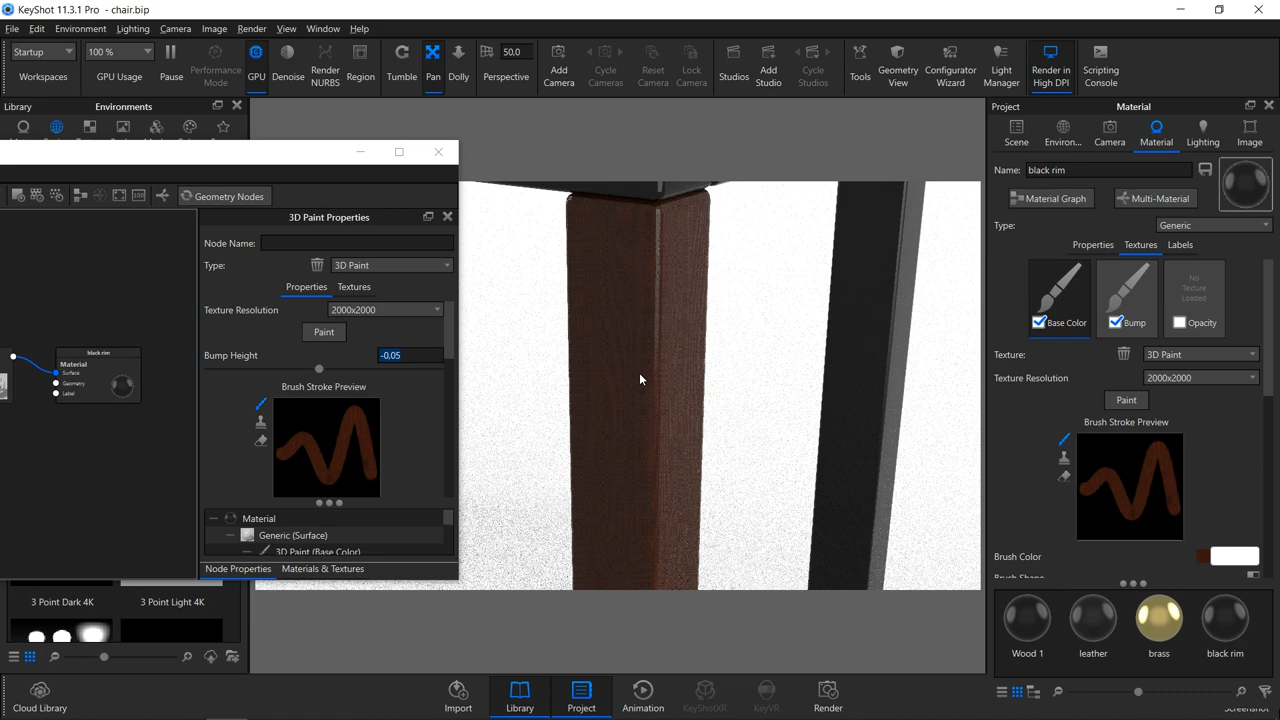 KeyShot 11.3.1 Pro - chair.bip
File Edit Environment Lighting Camera Image Render View Window Help
Startup 100 % 50.0
Workspaces GPU Usage Pause Performance Mode GPU Denoise Render NURBS Region Tumble Pan Dolly Perspective Add Camera Cycle Cameras Reset Camera Lock Camera Studios Add Studio Cycle Studios Tools Geometry View Configurator Wizard Light Manager Render in High DPI Scripting Console
Library Environments
Project Material
Scene Environ... Camera Material Lighting Image
Name: black rim
Material Graph Multi-Material
Type: Generic
Properties Textures Labels
No Texture Loaded
Base Color Bump Opacity
Texture: 3D Paint
Texture Resolution 2000x2000
Paint
Brush Stroke Preview
Brush Color
Brush Shape
Wood 1 leather brass black rim
Geometry Nodes
3D Paint Properties
Node Name:
Type: 3D Paint
Properties Textures
Texture Resolution 2000x2000
Paint
Bump Height -0.05
Brush Stroke Preview
Material
Generic (Surface)
3D Paint (Base Color)
Node Properties Materials & Textures
black rim
Material
Surface
Geometry
Label
3 Point Dark 4K 3 Point Light 4K
Cloud Library Import Library Project Animation KeyShotXR KeyVR Render Screenshot